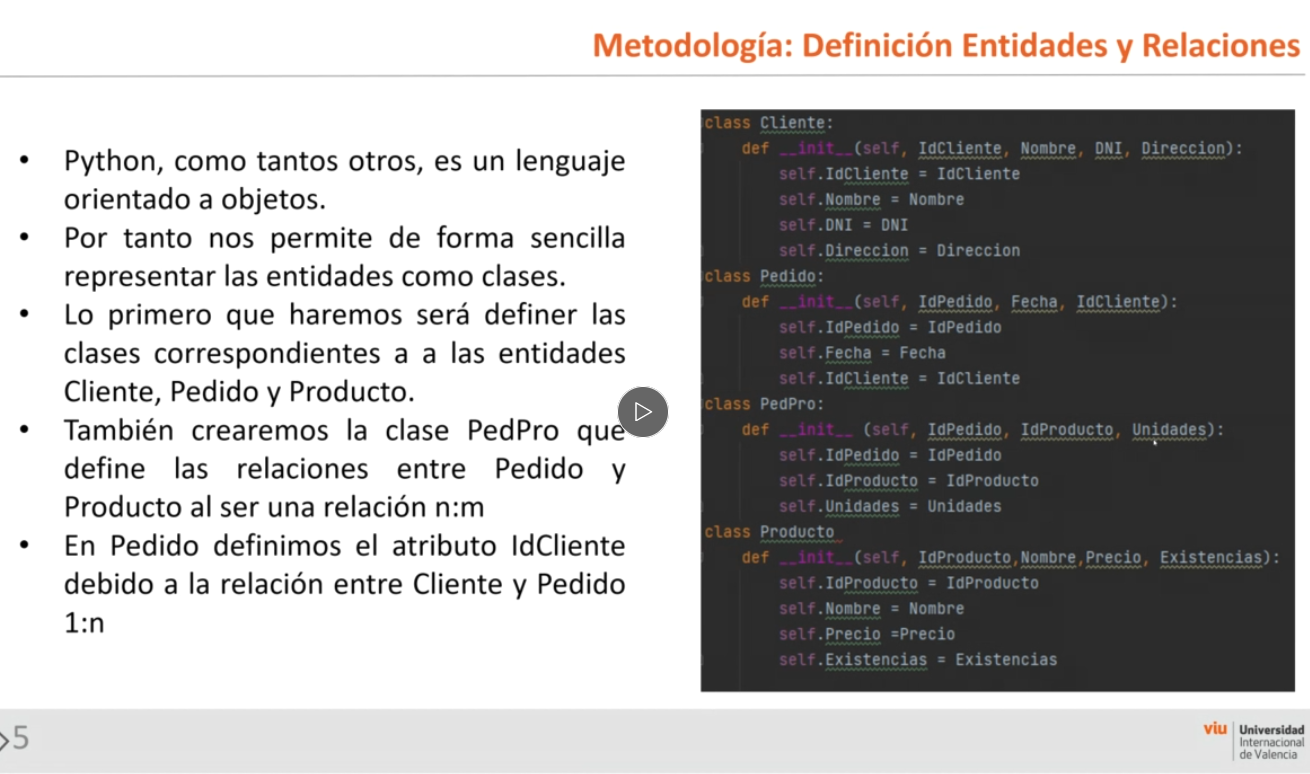 Metodología: Definición Entidades y Relaciones
• Python, como tantos otros, es un lenguaje
orientado a objetos.
• Por tanto nos permite de forma sencilla
representar las entidades como clases.
• Lo primero que haremos será definer las
clases correspondientes a a las entidades
Cliente, Pedido y Producto.
• También crearemos la clase PedPro que
define las relaciones entre Pedido y
Producto al ser una relación n:m
• En Pedido definimos el atributo IdCliente
debido a la relación entre Cliente y Pedido
1:n
class Cliente:
def __init__(self, IdCliente, Nombre, DNI, Direccion):
self.IdCliente = IdCliente
self.Nombre = Nombre
self.DNI = DNI
self.Direccion = Direccion
class Pedido:
def __init__(self, IdPedido, Fecha, IdCliente):
self.IdPedido = IdPedido
self.Fecha = Fecha
self.IdCliente = IdCliente
class PedPro:
def __init__ (self, IdPedido, IdProducto, Unidades):
self.IdPedido = IdPedido
self.IdProducto = IdProducto
self.Unidades = Unidades
class Producto
def __init__(self, IdProducto,Nombre,Precio, Existencias):
self.IdProducto = IdProducto
self.Nombre = Nombre
self.Precio =Precio
self.Existencias = Existencias
5
viu
Universidad
Internacional
de Valencia